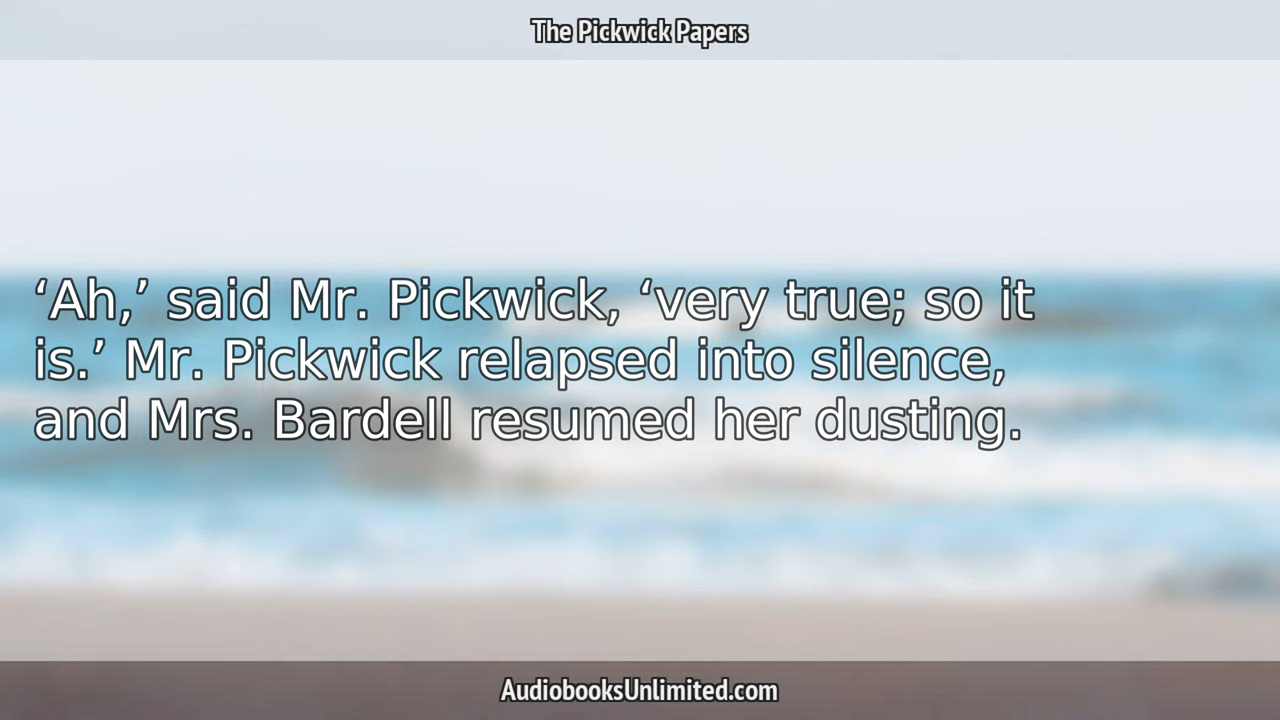 The Pickwick Papers
‘Ah,’ said Mr. Pickwick, ‘very true; so it
is.’ Mr. Pickwick relapsed into silence,
and Mrs. Bardell resumed her dusting.
AudiobooksUnlimited.com